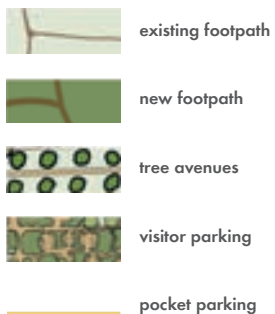 existing footpath
new footpath
tree avenues
visitor parking
pocket parking